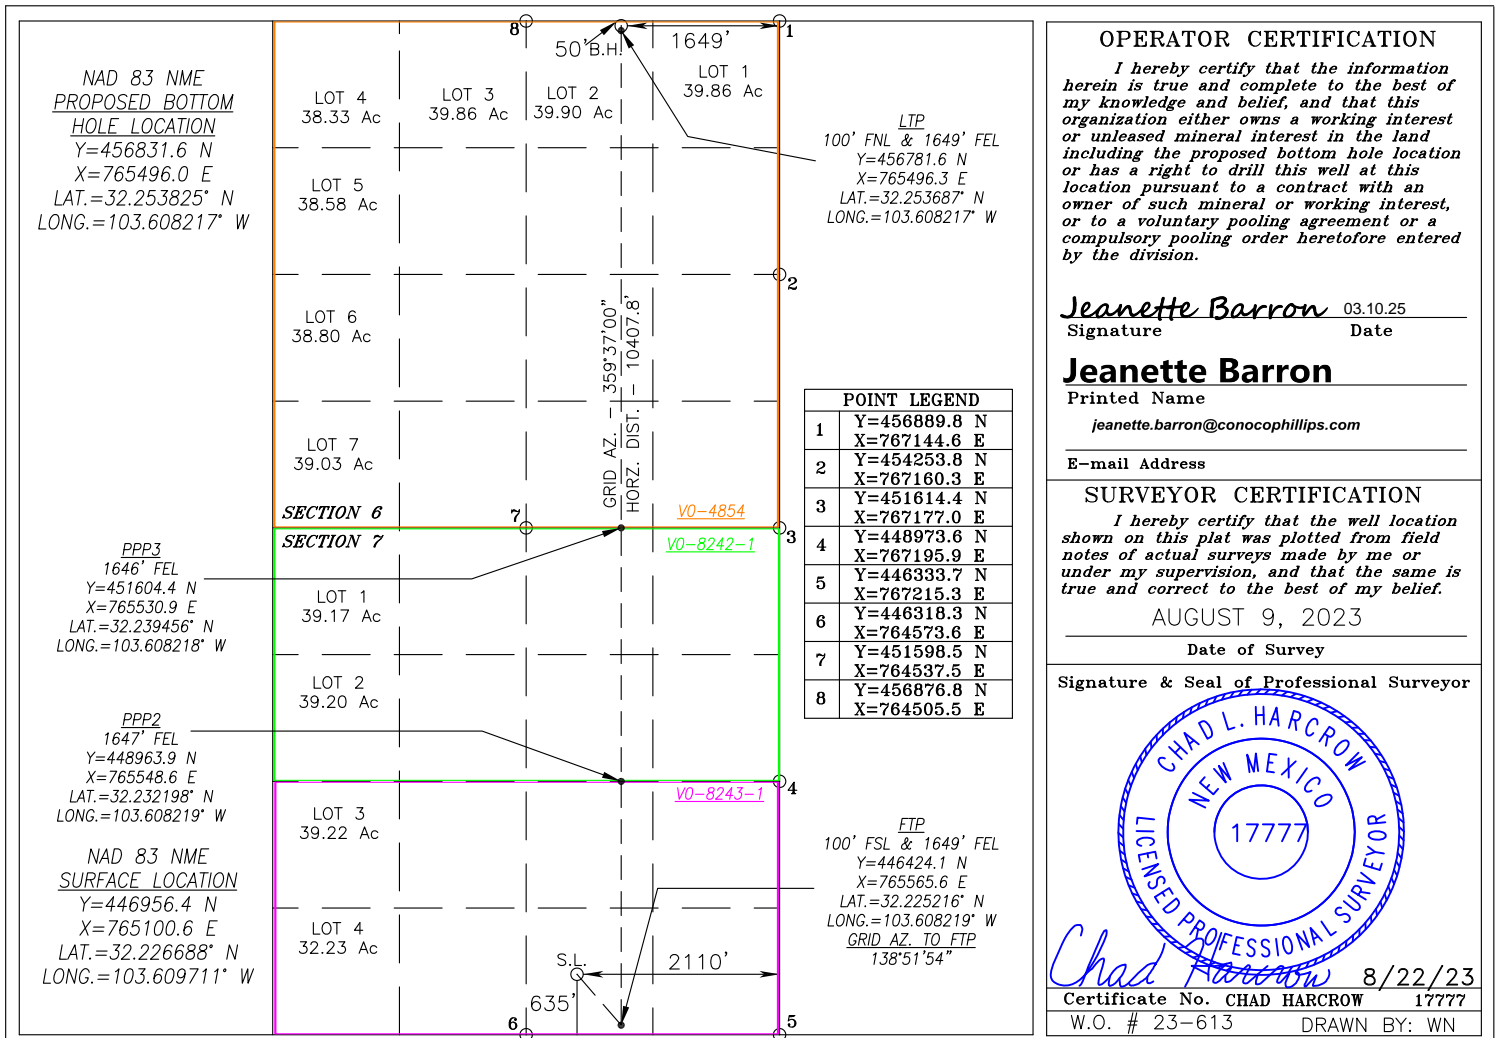 NAD 83 NME
PROPOSED BOTTOM
HOLE LOCATION
Y=456831.6 N
X=765496.0 E
LAT.=32.253825° N
LONG.=103.608217° W
8
50'
B.H.
1649'
1
LOT 4
38.33 Ac
LOT 3
39.86 Ac
LOT 2
39.90 Ac
LOT 1
39.86 Ac
LTP
100' FNL & 1649' FEL
Y=456781.6 N
X=765496.3 E
LAT.=32.253687° N
LONG.=103.608217° W
LOT 5
38.58 Ac
2
LOT 6
38.80 Ac
GRID AZ. - 359°37'00"
HORZ. DIST. - 10407.8'
LOT 7
39.03 Ac
SECTION 6
7
VO-4854
3
SECTION 7
VO-8242-1
POINT LEGEND
1 Y=456889.8 N
X=767144.6 E
2 Y=454253.8 N
X=767160.3 E
3 Y=451614.4 N
X=767177.0 E
4 Y=448973.6 N
X=767195.9 E
5 Y=446333.7 N
X=767215.3 E
6 Y=446318.3 N
X=764573.6 E
7 Y=451598.5 N
X=764537.5 E
8 Y=456876.8 N
X=764505.5 E
PPP3
1646' FEL
Y=451604.4 N
X=765530.9 E
LAT.=32.239456° N
LONG.=103.608218° W
LOT 1
39.17 Ac
LOT 2
39.20 Ac
PPP2
1647' FEL
Y=448963.9 N
X=765548.6 E
LAT.=32.232198° N
LONG.=103.608219° W
VO-8243-1
4
LOT 3
39.22 Ac
NAD 83 NME
SURFACE LOCATION
Y=446956.4 N
X=765100.6 E
LAT.=32.226688° N
LONG.=103.609711° W
FTP
100' FSL & 1649' FEL
Y=446424.1 N
X=765565.6 E
LAT.=32.225216° N
LONG.=103.608219° W
GRID AZ. TO FTP
138°51'54"
LOT 4
32.23 Ac
S.L.
2110'
635'
6
5
OPERATOR CERTIFICATION
I hereby certify that the information
herein is true and complete to the best of
my knowledge and belief, and that this
organization either owns a working interest
or unleased mineral interest in the land
including the proposed bottom hole location
or has a right to drill this well at this
location pursuant to a contract with an
owner of such mineral or working interest,
or to a voluntary pooling agreement or a
compulsory pooling order heretofore entered
by the division.
Jeanette Barron 03.10.25
Signature Date
Jeanette Barron
Printed Name
jeanette.barron@conocophillips.com
E-mail Address
SURVEYOR CERTIFICATION
I hereby certify that the well location
shown on this plat was plotted from field
notes of actual surveys made by me or
under my supervision, and that the same is
true and correct to the best of my belief.
AUGUST 9, 2023
Date of Survey
Signature & Seal of Professional Surveyor
CHAD L. HARCROW
NEW MEXICO
17777
LICENSED PROFESSIONAL SURVEYOR
Chad Harcrow 8/22/23
Certificate No. CHAD HARCROW 17777
W.O. # 23-613 DRAWN BY: WN